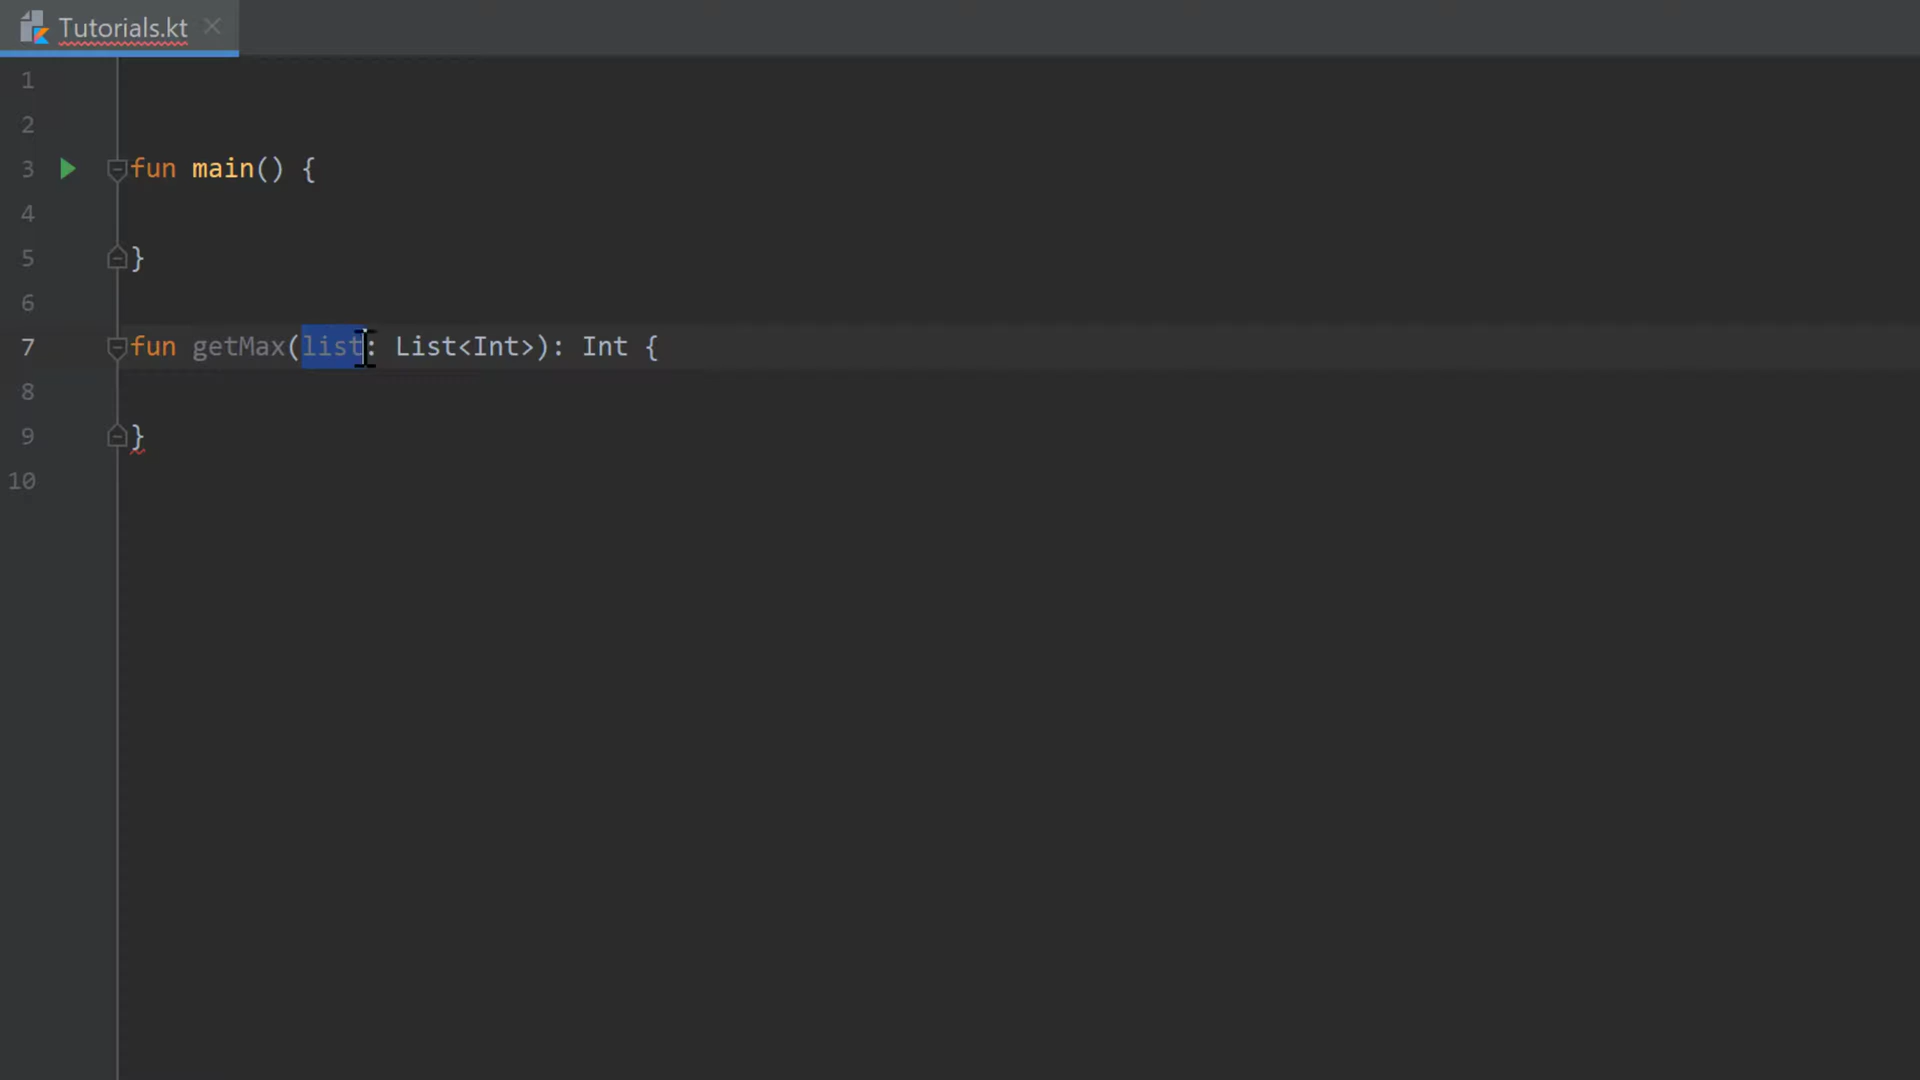 Tutorials.kt
1
2
3 fun main() {
4
5 }
6
7 fun getMax(list: List<Int>): Int {
8
9 }
10